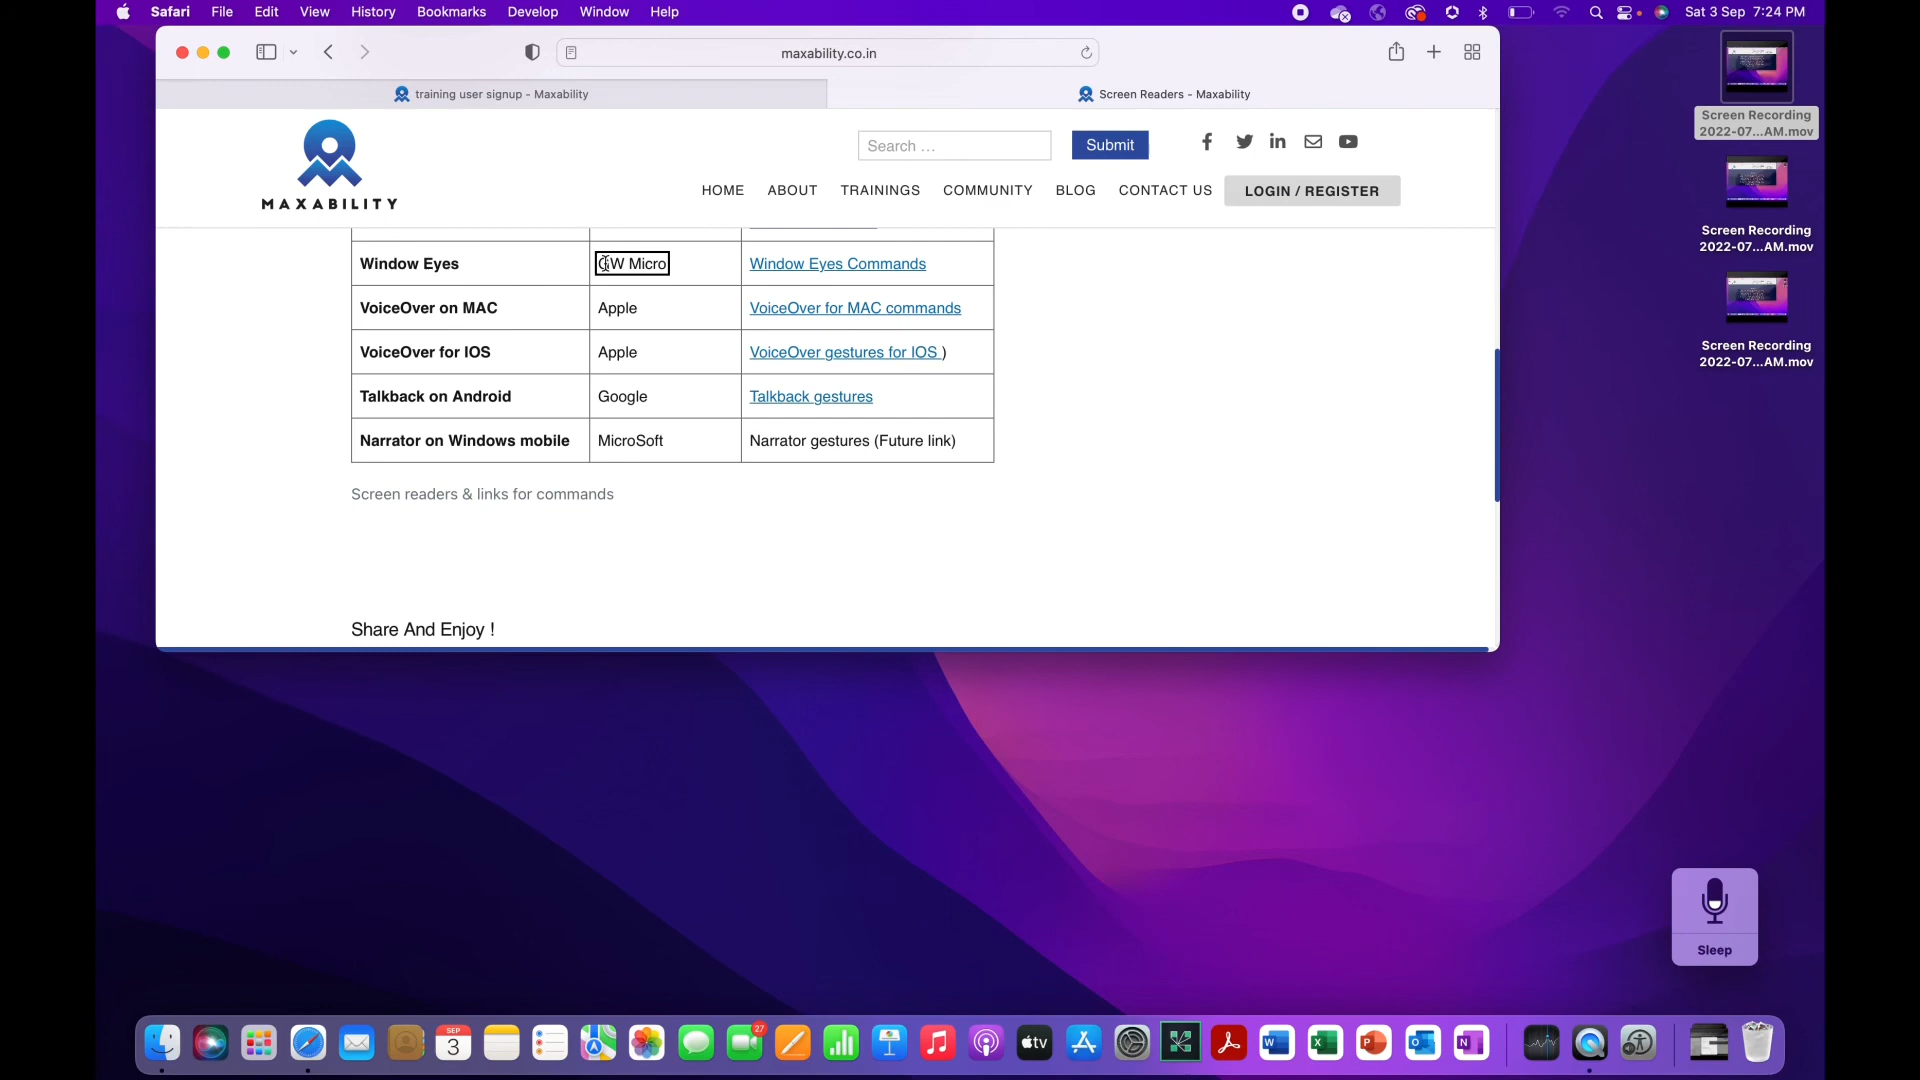 Safari File Edit View History Bookmarks Develop Window Help
Sat 3 Sep 7:24 PM
maxability.co.in
training user signup - Maxability
Screen Readers - Maxability
MAXABILITY
Search ...
Submit
HOME ABOUT TRAININGS COMMUNITY BLOG CONTACT US LOGIN / REGISTER
Window Eyes GW Micro Window Eyes Commands
VoiceOver on MAC Apple VoiceOver for MAC commands
VoiceOver for IOS Apple VoiceOver gestures for IOS )
Talkback on Android Google Talkback gestures
Narrator on Windows mobile MicroSoft Narrator gestures (Future link)
Screen readers & links for commands
Share And Enjoy !
Screen Recording
2022-07...AM.mov
Screen Recording
2022-07...AM.mov
Screen Recording
2022-07...AM.mov
Sleep
SEP
3
27
tv
W
X
P
O
N